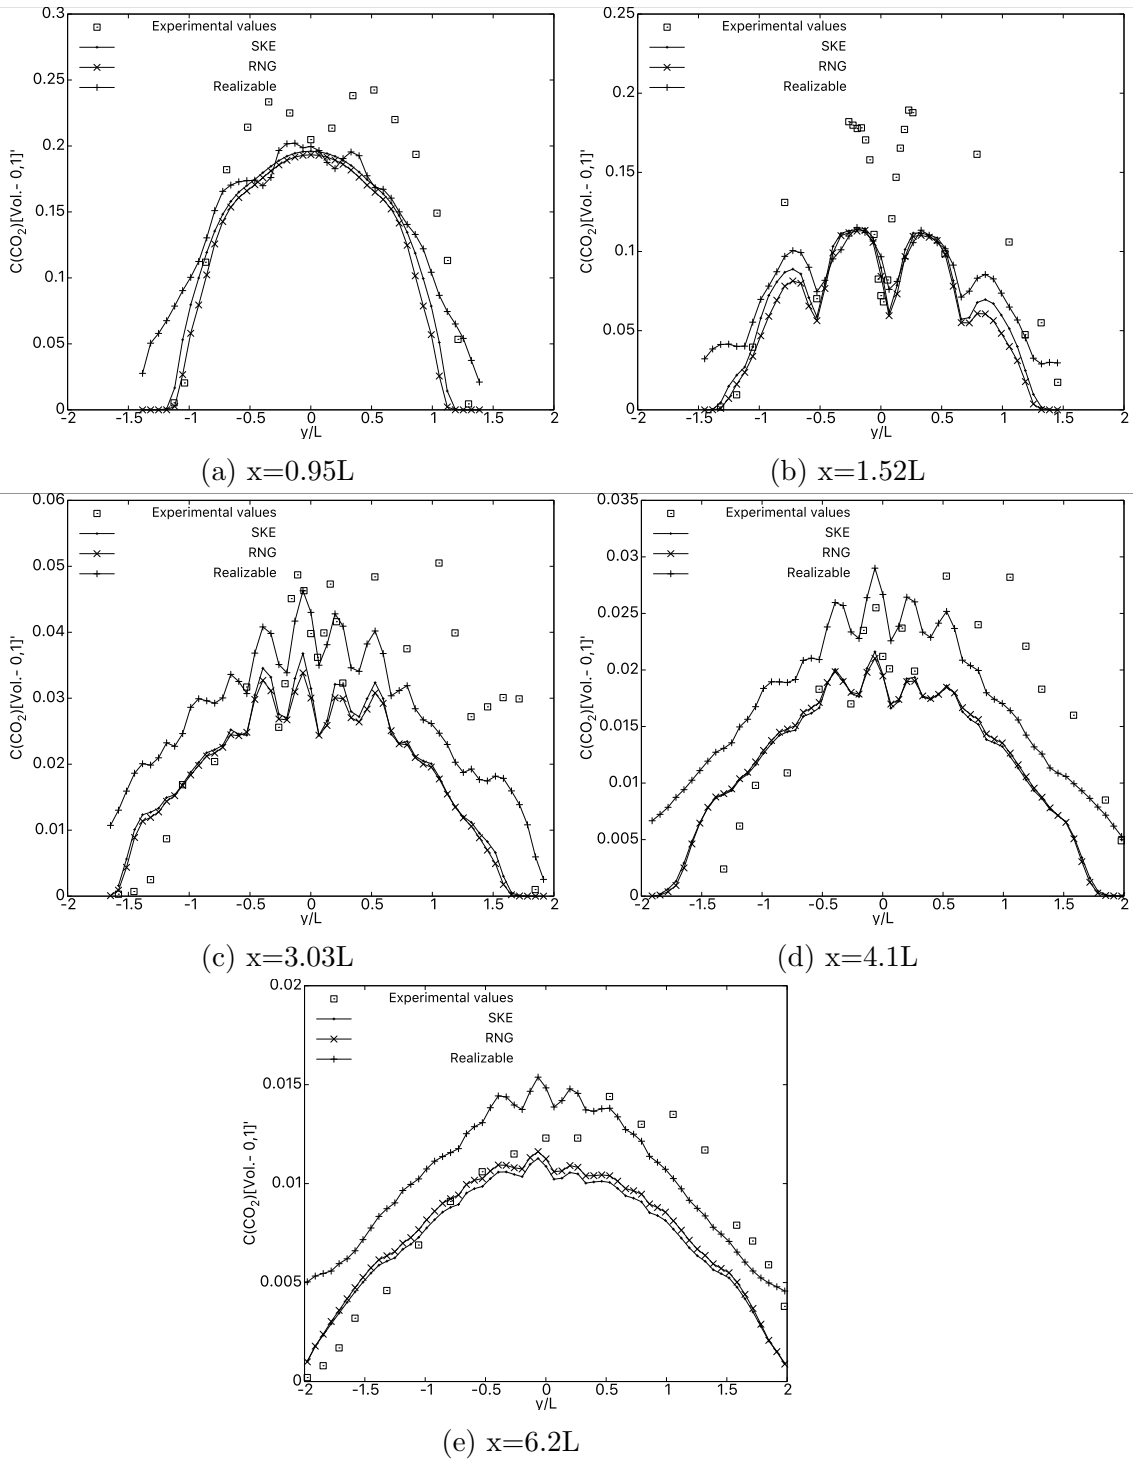 0.3
0.25
0.2
0.15
0.1
0.05
0
C(CO2)[Vol.- 0,1]'
Experimental values
SKE
RNG
Realizable
-2 -1.5 -1 -0.5 0 0.5 1 1.5 2
y/L
(a) x=0.95L
0.25
0.2
0.15
0.1
0.05
0
C(CO2)[Vol.- 0,1]'
Experimental values
SKE
RNG
Realizable
-2 -1.5 -1 -0.5 0 0.5 1 1.5 2
y/L
(b) x=1.52L
0.06
0.05
0.04
0.03
0.02
0.01
0
C(CO2)[Vol.- 0,1]'
Experimental values
SKE
RNG
Realizable
-2 -1.5 -1 -0.5 0 0.5 1 1.5 2
y/L
(c) x=3.03L
0.035
0.03
0.025
0.02
0.015
0.01
0.005
0
C(CO2)[Vol.- 0,1]'
Experimental values
SKE
RNG
Realizable
-2 -1.5 -1 -0.5 0 0.5 1 1.5 2
y/L
(d) x=4.1L
0.02
0.015
0.01
0.005
0
C(CO2)[Vol.- 0,1]'
Experimental values
SKE
RNG
Realizable
-2 -1.5 -1 -0.5 0 0.5 1 1.5 2
y/L
(e) x=6.2L